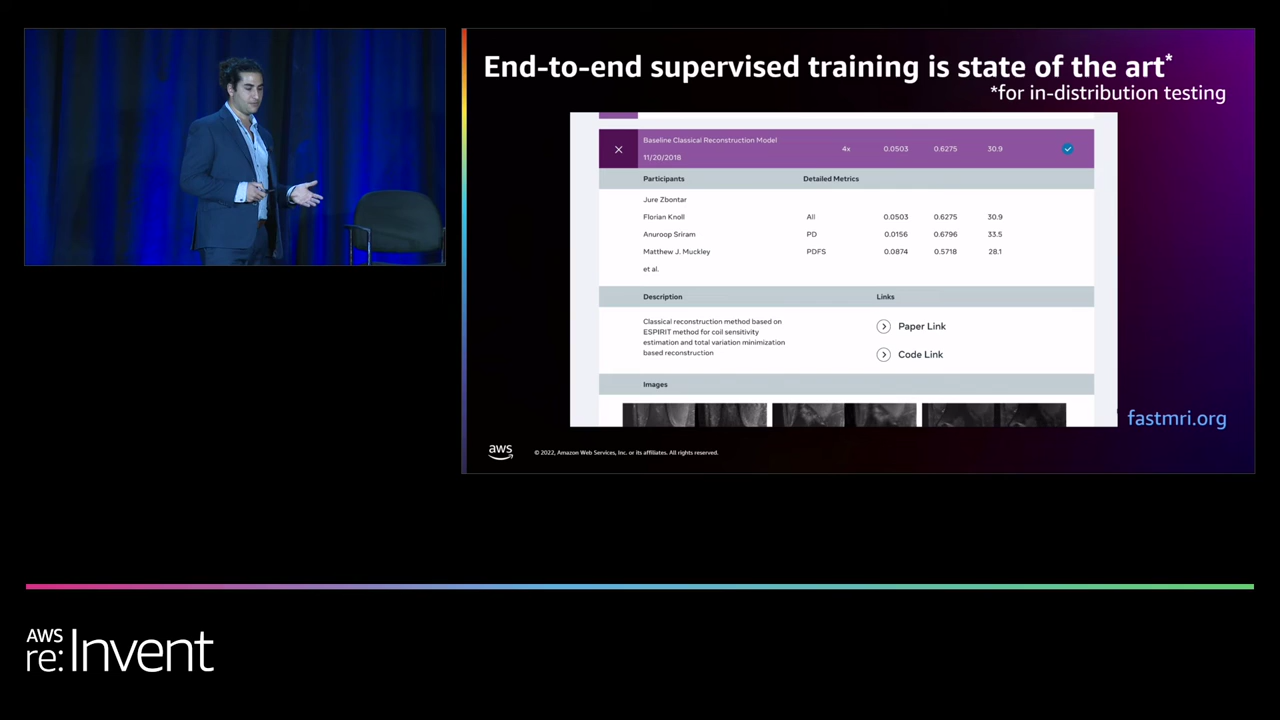 End-to-end supervised training is state of the art*
*for in-distribution testing
Baseline Classical Reconstruction Model
11/20/2018
4x 0.0503 0.6275 30.9
Participants Detailed Metrics
Jure Zbontar
Florian Knoll All 0.0503 0.6275 30.9
Anuroop Sriram PD 0.0156 0.6796 33.5
Matthew J. Muckley PDFS 0.0874 0.5718 28.1
et al.
Description Links
Classical reconstruction method based on
ESPIRIT method for coil sensitivity
estimation and total variation minimization
based reconstruction
Paper Link
Code Link
Images
fastmri.org
aws
© 2022, Amazon Web Services, Inc. or its affiliates. All rights reserved.
AWS
re:Invent